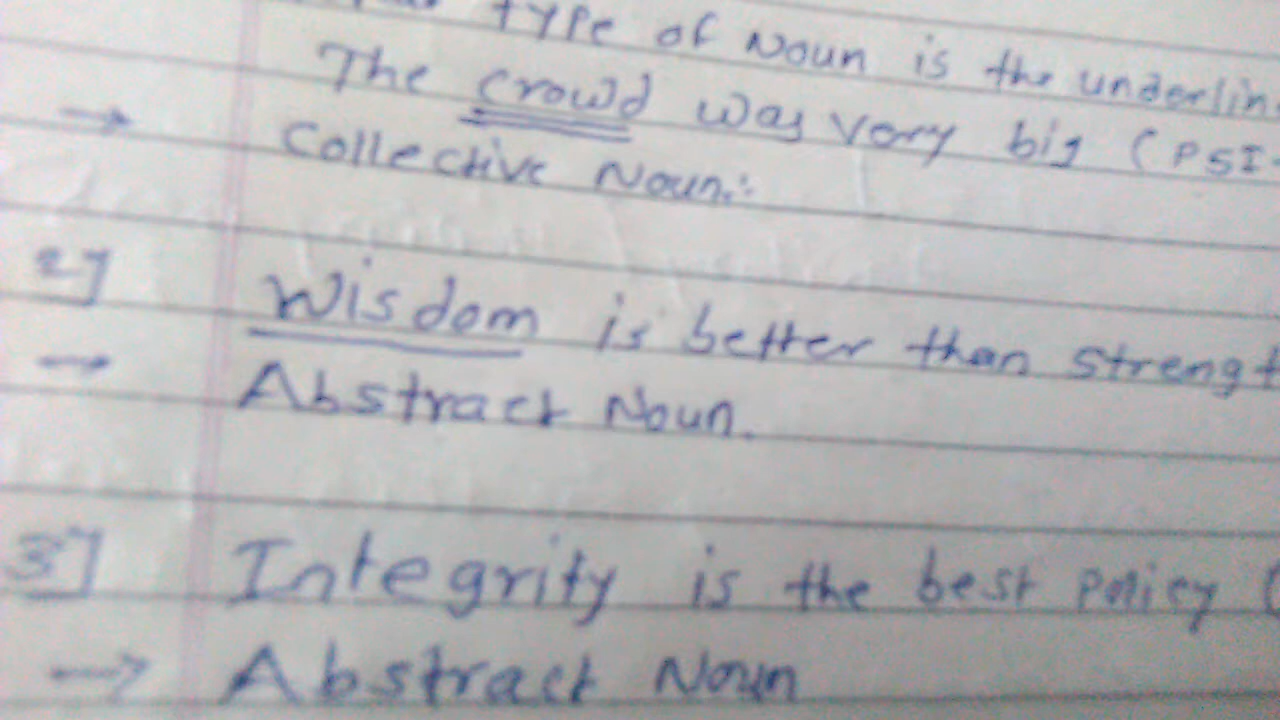 type of Noun is the underlin
The crowd was very big (PSI-
→ Collective Noun.:
2] Wisdom is better than strengt
→ Abstract Noun.
3] Integrity is the best policy (
→ Abstract Noun